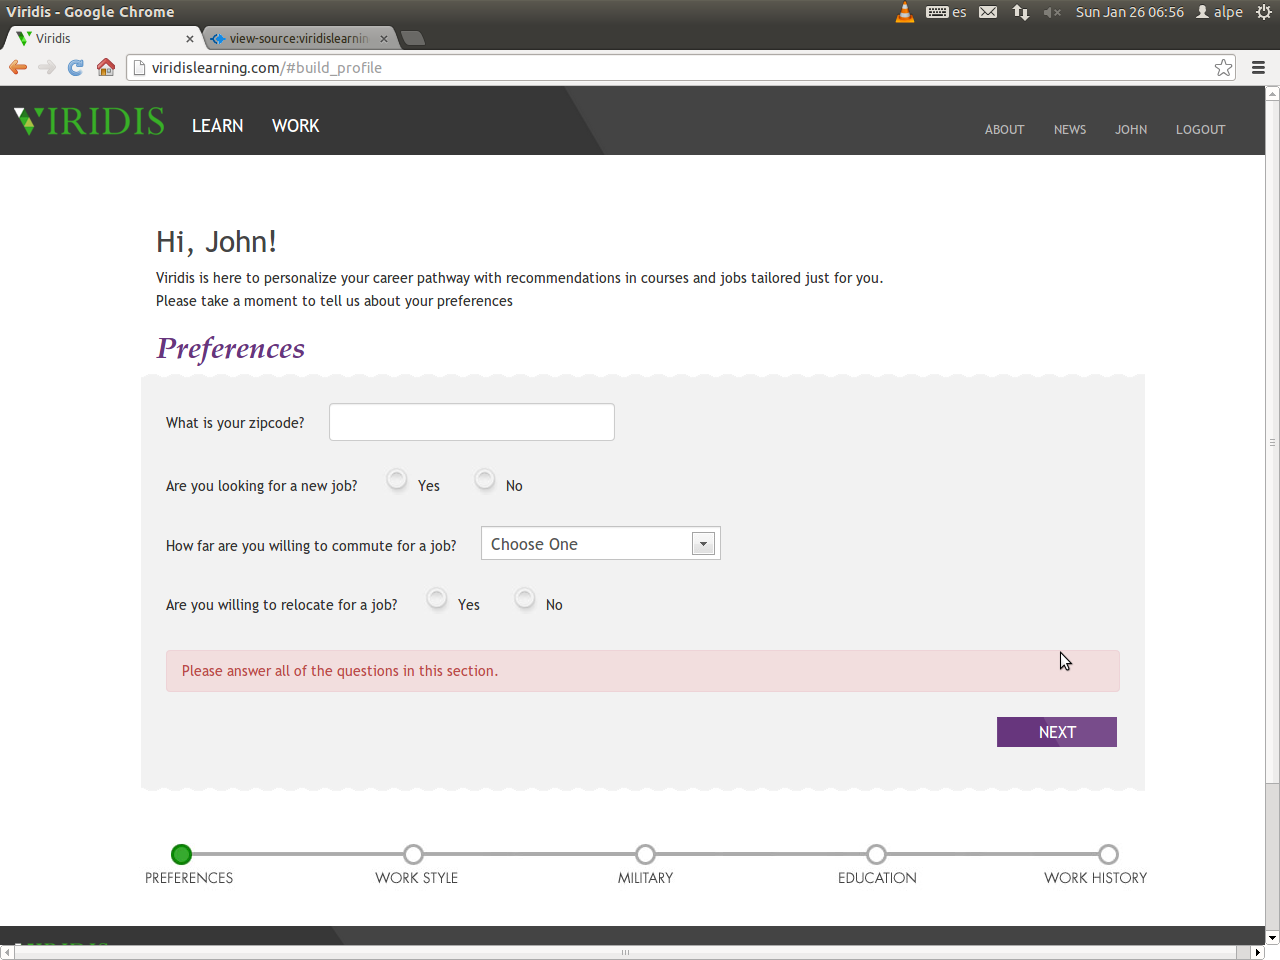 Viridis - Google Chrome
es
Sun Jan 26 06:56
alpe
Viridis
view-source:viridislearnin
viridislearning.com/#build_profile
VIRIDIS
LEARN
WORK
ABOUT
NEWS
JOHN
LOGOUT
Hi, John!
Viridis is here to personalize your career pathway with recommendations in courses and jobs tailored just for you.
Please take a moment to tell us about your preferences
Preferences
What is your zipcode?
Are you looking for a new job? Yes No
How far are you willing to commute for a job? Choose One
Are you willing to relocate for a job? Yes No
Please answer all of the questions in this section.
NEXT
PREFERENCES
WORK STYLE
MILITARY
EDUCATION
WORK HISTORY